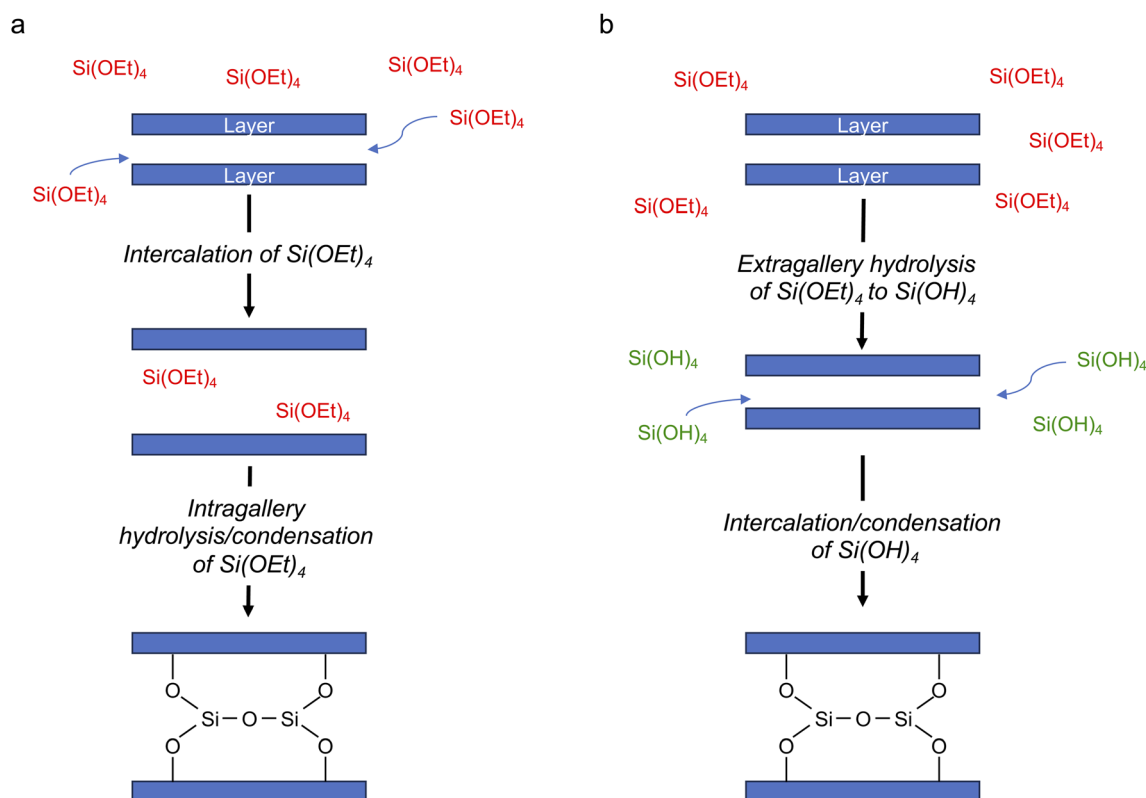 a
Si(OEt)₄
Si(OEt)₄
Si(OEt)₄
Si(OEt)₄
Layer
Layer
Si(OEt)₄
Intercalation of Si(OEt)₄
Si(OEt)₄
Si(OEt)₄
Intragallery
hydrolysis/condensation
of Si(OEt)₄
O
O
Si – O – Si
O
O
b
Si(OEt)₄
Si(OEt)₄
Layer
Si(OEt)₄
Layer
Si(OEt)₄
Si(OEt)₄
Extragallery hydrolysis
of Si(OEt)₄ to Si(OH)₄
Si(OH)₄
Si(OH)₄
Si(OH)₄
Si(OH)₄
Intercalation/condensation
of Si(OH)₄
O
O
Si – O – Si
O
O